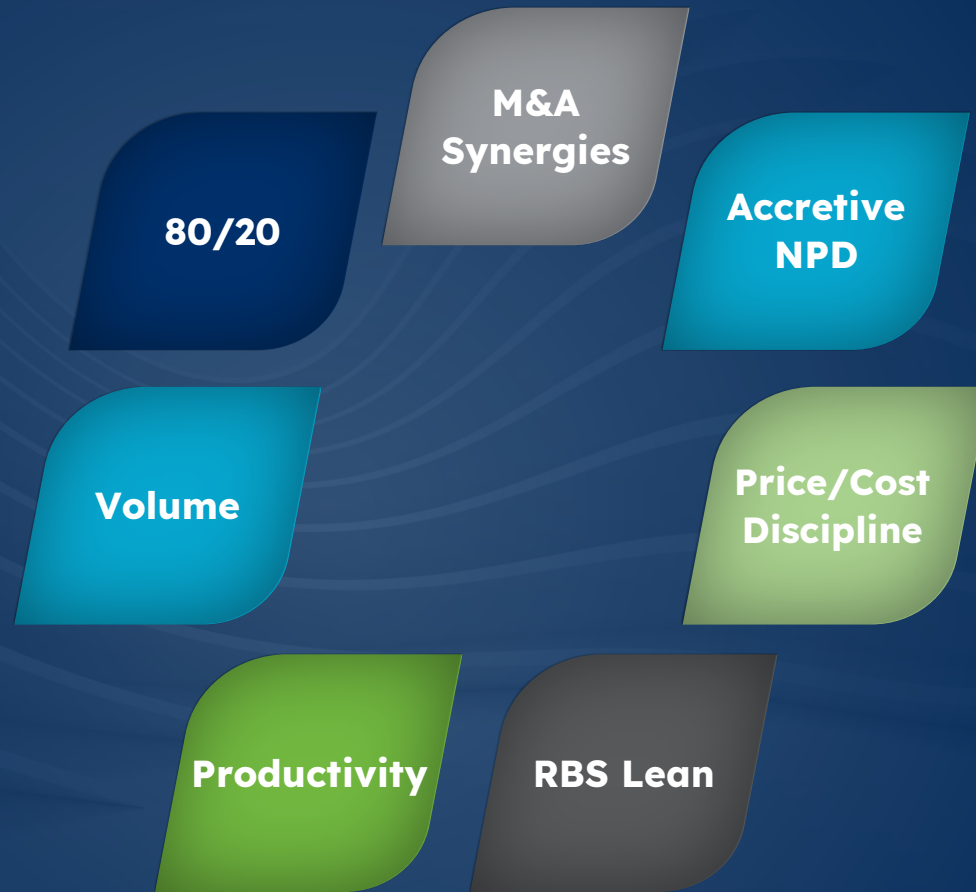 M&A
Synergies
80/20
Accretive
NPD
Volume
Price/Cost
Discipline
Productivity
RBS Lean